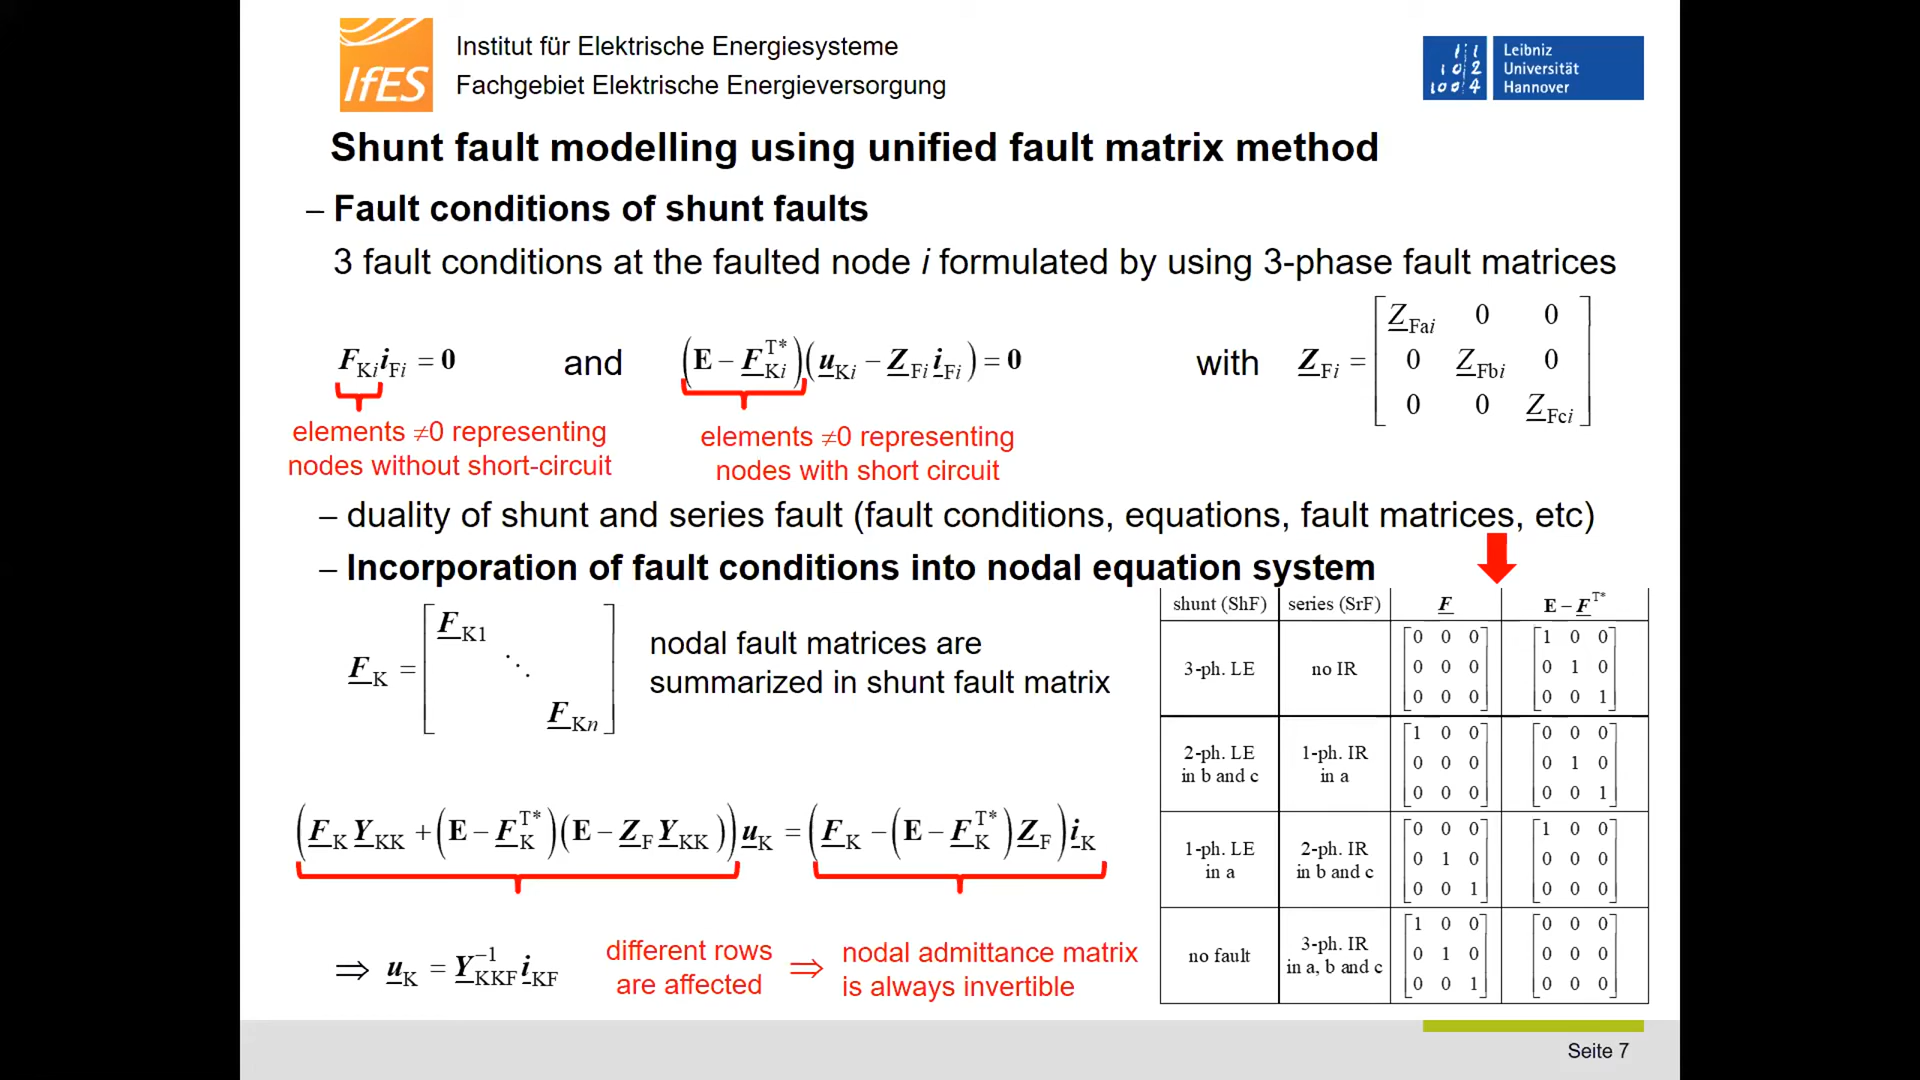 IfES
Institut für Elektrische Energiesysteme
Fachgebiet Elektrische Energieversorgung
Leibniz
Universität
Hannover
Shunt fault modelling using unified fault matrix method
– Fault conditions of shunt faults
3 fault conditions at the faulted node i formulated by using 3-phase fault matrices
F_Ki i_Fi = 0 and (E − F_Ki^T*)(u_Ki − Z_Fi i_Fi) = 0 with Z_Fi = [Z_Fai 0 0; 0 Z_Fbi 0; 0 0 Z_Fci]
elements ≠0 representing
nodes without short-circuit
elements ≠0 representing
nodes with short circuit
– duality of shunt and series fault (fault conditions, equations, fault matrices, etc)
– Incorporation of fault conditions into nodal equation system
F_K = [F_K1 ⋱ F_Kn]
nodal fault matrices are
summarized in shunt fault matrix
(F_K Y_KK + (E − F_K^T*)(E − Z_F Y_KK)) u_K = (F_K − (E − F_K^T*) Z_F) i_K
⇒ u_K = Y_KKF^−1 i_KF
different rows
are affected
⇒
nodal admittance matrix
is always invertible
shunt (ShF) series (SrF) F E − F^T*
3-ph. LE no IR [0 0 0; 0 0 0; 0 0 0] [1 0 0; 0 1 0; 0 0 1]
2-ph. LE in b and c 1-ph. IR in a [1 0 0; 0 0 0; 0 0 0] [0 0 0; 0 1 0; 0 0 1]
1-ph. LE in a 2-ph. IR in b and c [0 0 0; 0 1 0; 0 0 1] [1 0 0; 0 0 0; 0 0 0]
no fault 3-ph. IR in a, b and c [1 0 0; 0 1 0; 0 0 1] [0 0 0; 0 0 0; 0 0 0]
Seite 7